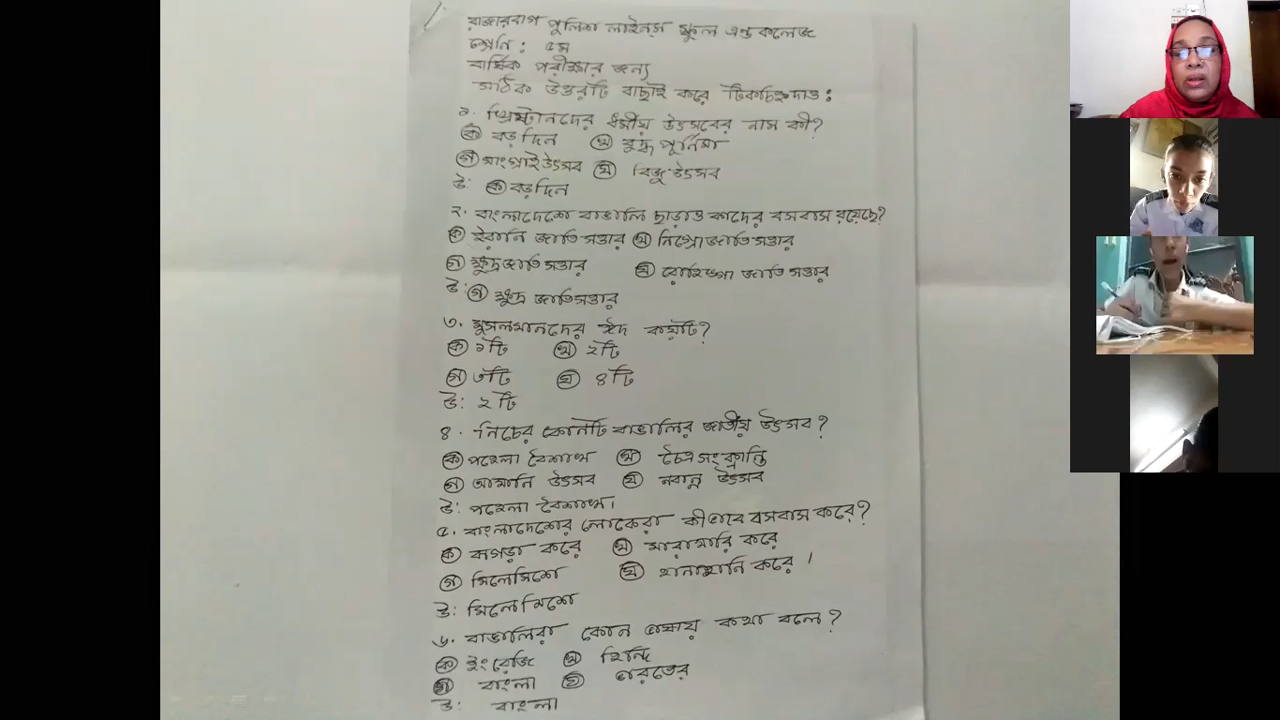 রাজারবাগ পুলিশ লাইন্স স্কুল এন্ড কলেজ
শ্রেণি : ৫ম
বার্ষিক পরীক্ষার জন্য
সঠিক উত্তরটি বাছাই করে টিকচিহ্ন দাও :
১. খ্রিস্টানদের ধর্মীয় উৎসবের নাম কী?
ক বড়দিন খ বুদ্ধ পূর্ণিমা
গ সাংগ্রাই উৎসব ঘ বিজু উৎসব
উ: ক বড়দিন
২. বাংলাদেশে বাঙালি ছাড়াও কাদের বসবাস রয়েছে?
ক ইরানি জাতি সত্তার খ নিগ্রো জাতি সত্তার
গ ক্ষুদ্র জাতি সত্তার ঘ রোহিঙ্গা জাতি সত্তার
উ: গ ক্ষুদ্র জাতিসত্তার
৩. মুসলমানদের ঈদ কয়টি?
ক ১টি খ ২টি
গ ৩টি ঘ ৪টি
উ: ২টি
৪. নিচের কোনটি বাঙালির জাতীয় উৎসব?
ক পহেলা বৈশাখ খ চৈত্র সংক্রান্তি
গ আমানি উৎসব ঘ নবান্ন উৎসব
উ: পহেলা বৈশাখ।
৫. বাংলাদেশের লোকেরা কীভাবে বসবাস করে?
ক ঝগড়া করে খ মারামারি করে
গ মিলেমিশে ঘ হানাহানি করে।
উ: মিলেমিশে
৬. বাঙালিরা কোন ভাষায় কথা বলে?
ক ইংরেজি খ হিন্দি
গ বাংলা ঘ ভারতের
উ: বাংলা